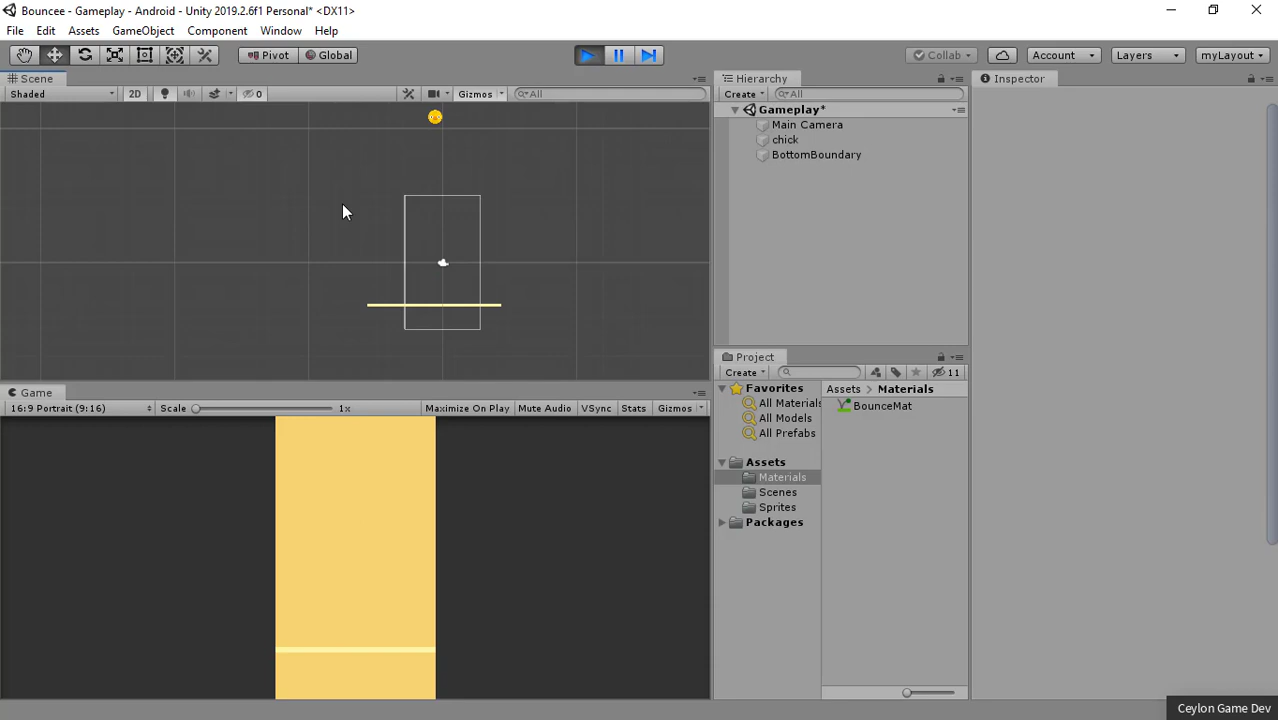 Bouncee - Gameplay - Android - Unity 2019.2.6f1 Personal* <DX11>
File Edit Assets GameObject Component Window Help
Pivot Global Collab Account Layers myLayout
Scene
Shaded 2D 0 Gizmos All
Hierarchy
Create All
Gameplay*
Main Camera
chick
BottomBoundary
Inspector
Game
16:9 Portrait (9:16) Scale 1x Maximize On Play Mute Audio VSync Stats Gizmos
Project
Create 11
Favorites
All Materials
All Models
All Prefabs
Assets
Materials
Scenes
Sprites
Packages
Assets > Materials
BounceMat
Ceylon Game Dev